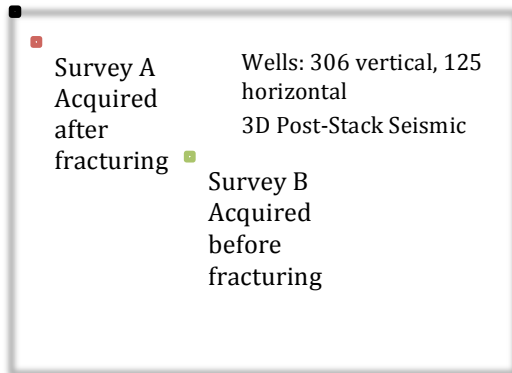 Survey A
Acquired
after
fracturing
Wells: 306 vertical, 125
horizontal
3D Post-Stack Seismic
Survey B
Acquired
before
fracturing